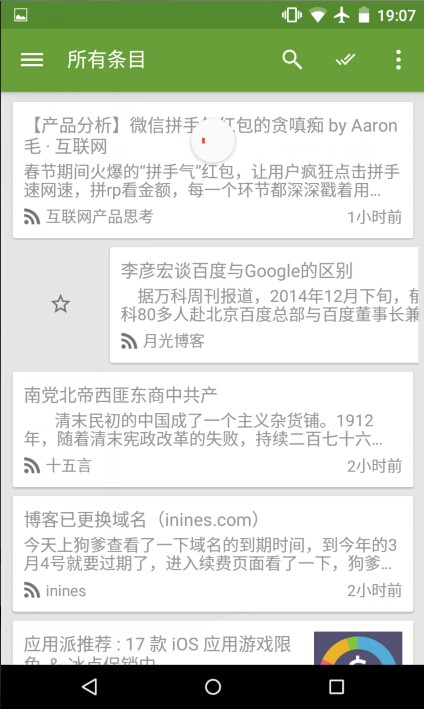 19:07
所有条目
【产品分析】微信拼手气红包的贪嗔痴 by Aaron
毛 · 互联网
春节期间火爆的“拼手气”红包，让用户疯狂点击拼手
速网速，拼rp看金额，每一个环节都深深戳着用...
互联网产品思考 1小时前
李彦宏谈百度与Google的区别
据万科周刊报道，2014年12月下旬，郁
科80多人赴北京百度总部与百度董事长兼
月光博客
南党北帝西匪东商中共产
清末民初的中国成了一个主义杂货铺。1912
年，随着清末宪政改革的失败，持续二百七十六...
十五言 2小时前
博客已更换域名（inines.com）
今天上狗爹查看了一下域名的到期时间，到今年的3
月4号就要过期了，进入续费页面看了一下，狗爹...
inines 2小时前
应用派推荐 : 17 款 iOS 应用游戏限
免 & 冰点促销中